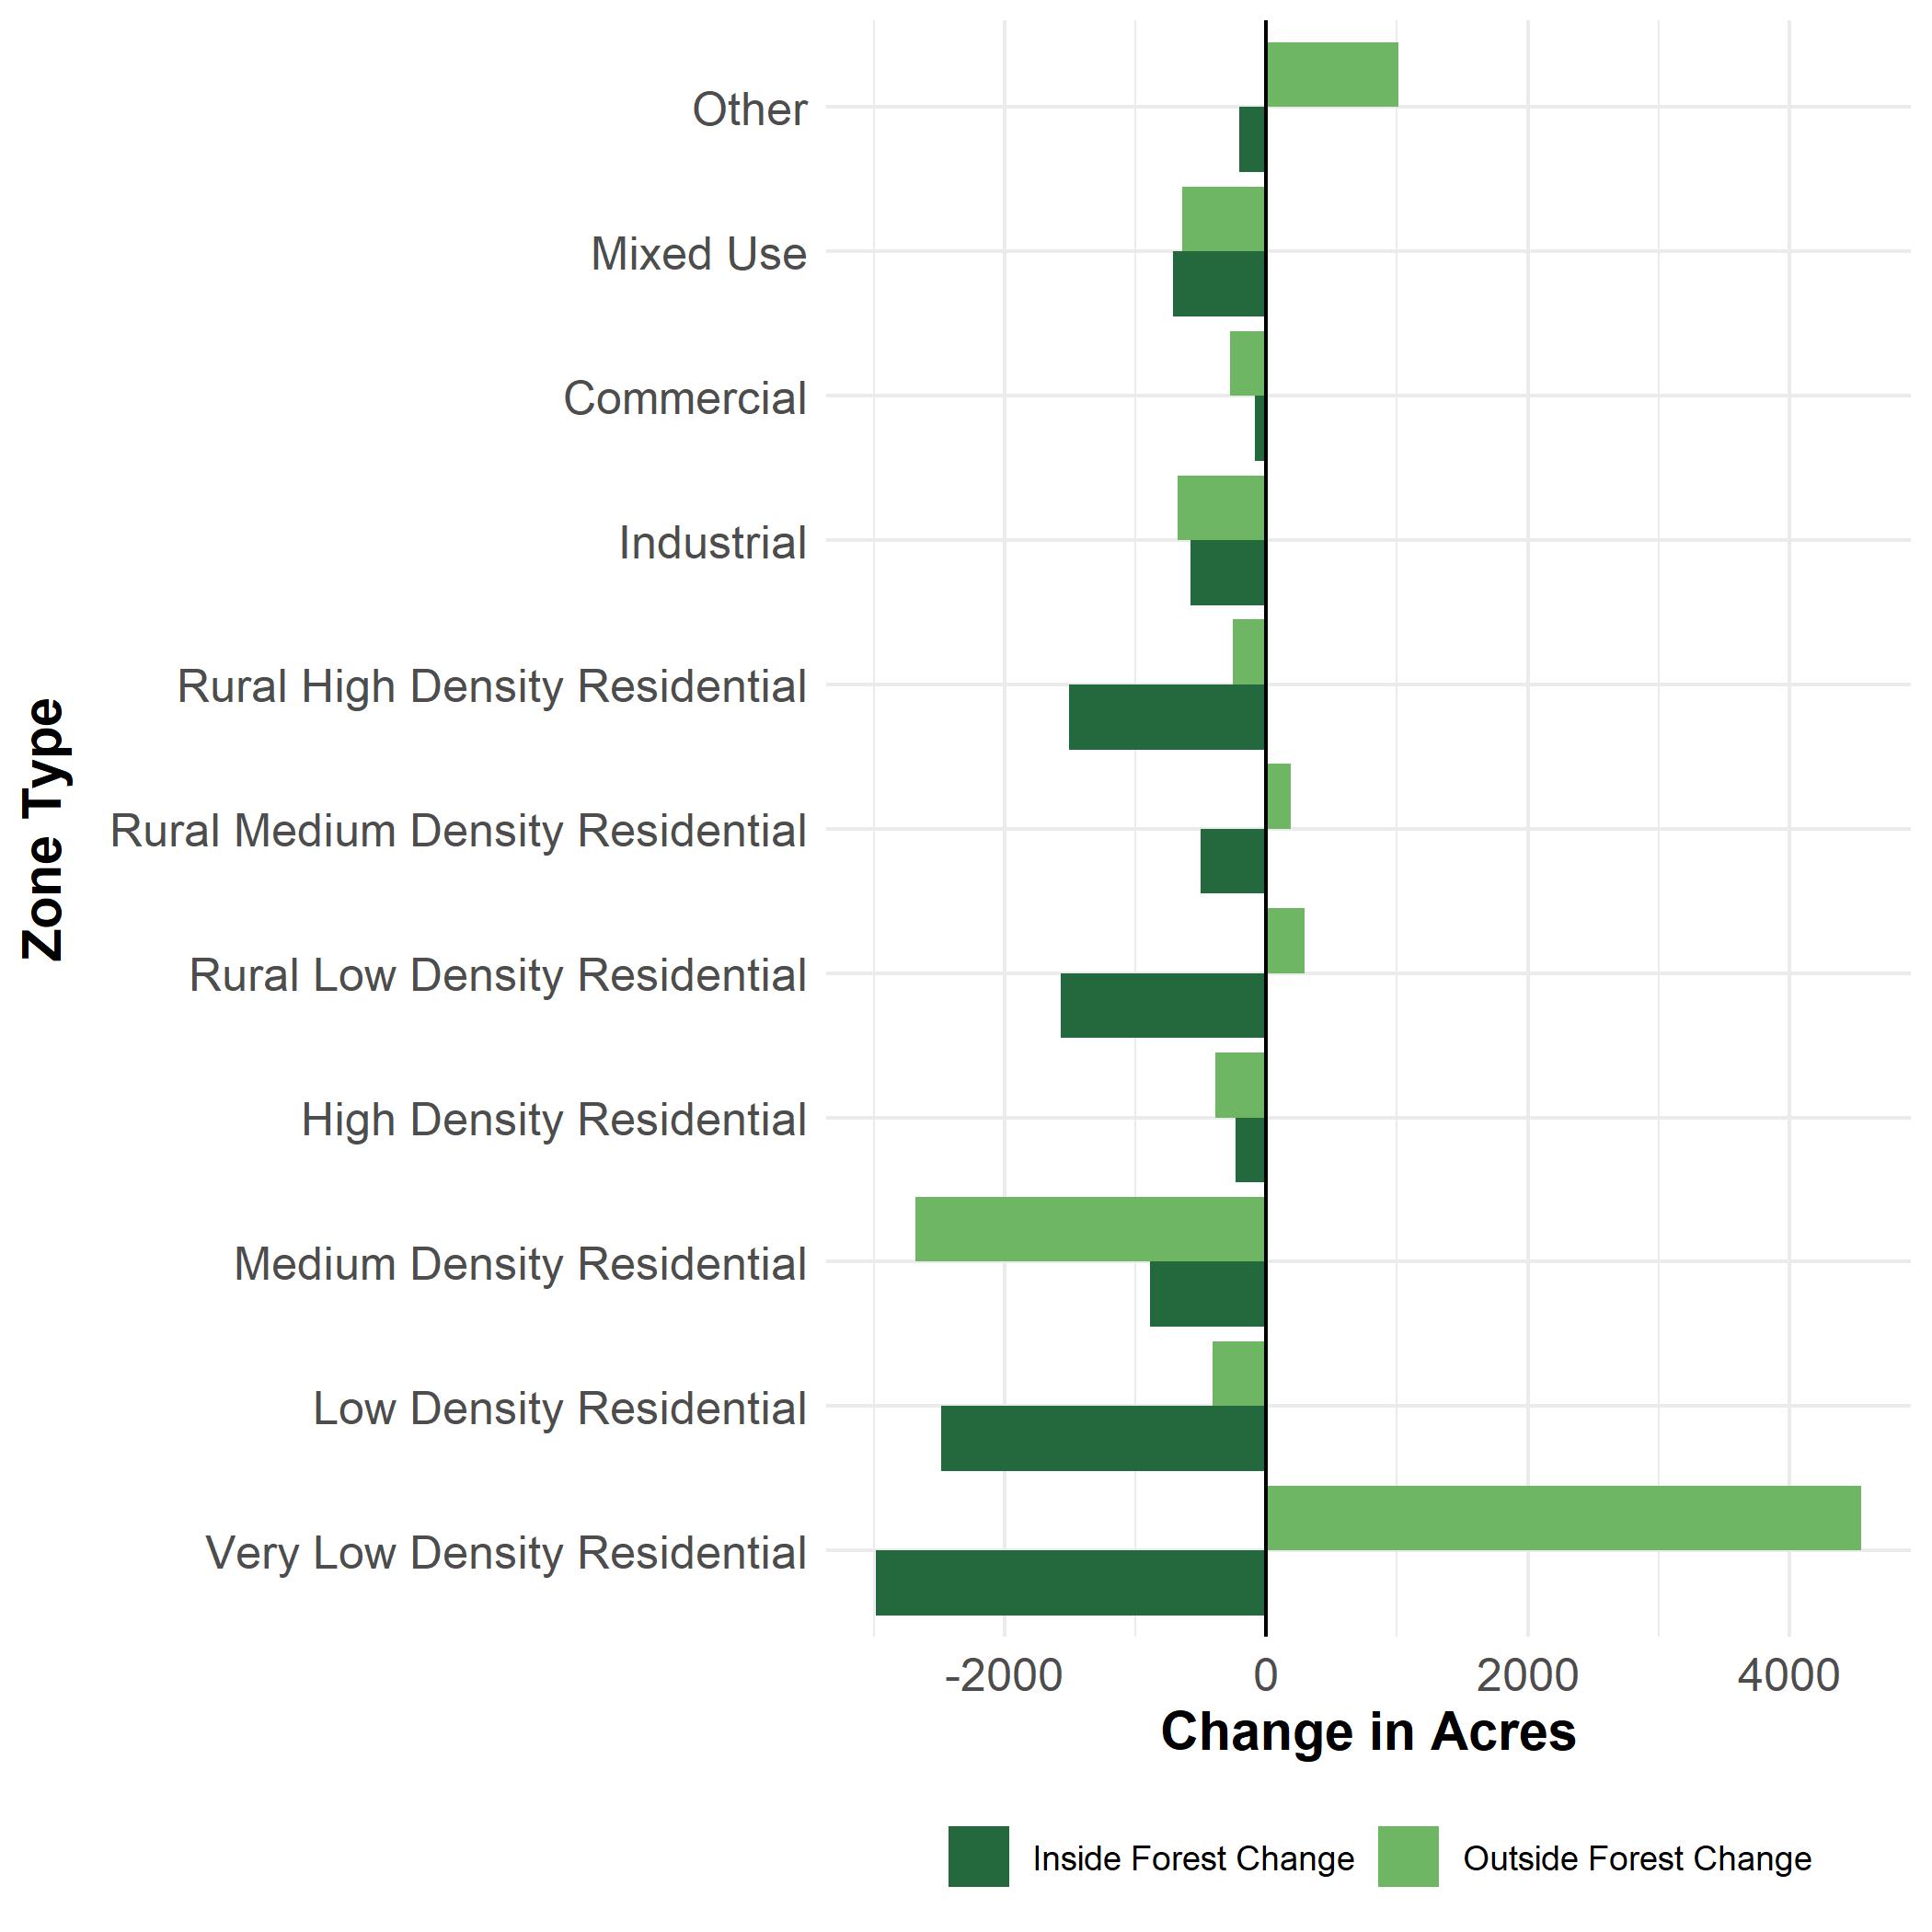 Other
Mixed Use
Commercial
Industrial
Rural High Density Residential
Rural Medium Density Residential
Rural Low Density Residential
High Density Residential
Medium Density Residential
Low Density Residential
Very Low Density Residential
Zone Type
-2000 0 2000 4000
Change in Acres
Inside Forest Change Outside Forest Change